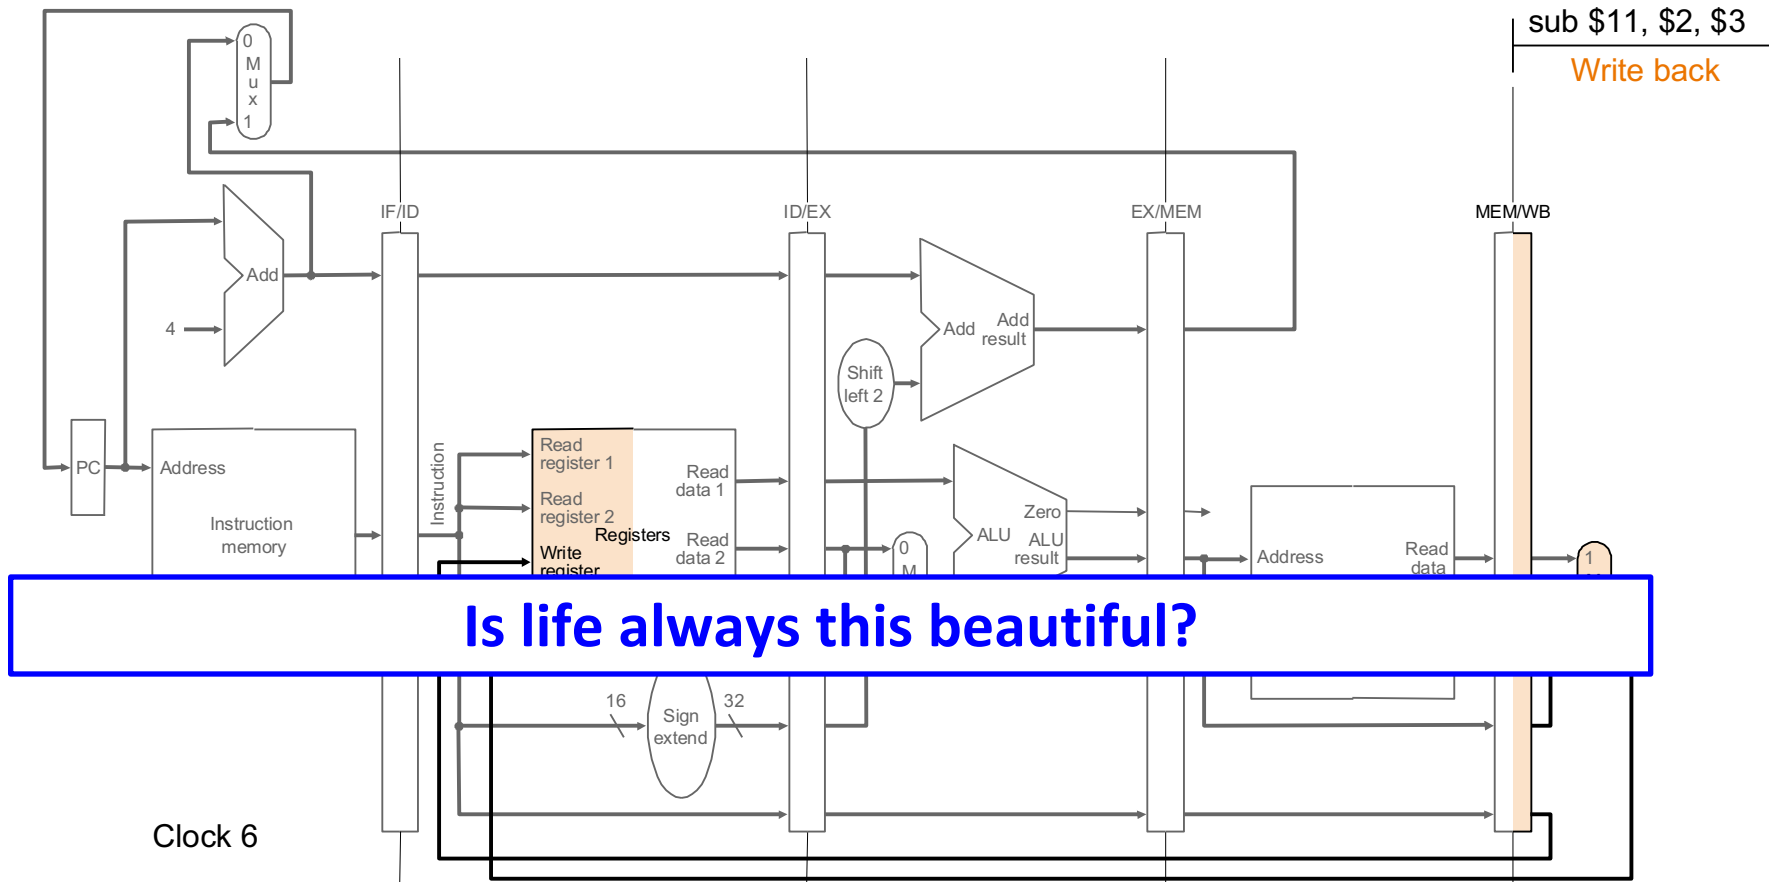 sub $11, $2, $3
Write back
0
M
u
x
1
IF/ID
ID/EX
EX/MEM
MEM/WB
Add
4
Add
Add
result
Shift
left 2
PC
Address
Instruction
memory
Instruction
Read
register 1
Read
register 2
Registers
Write
register
Read
data 1
Read
data 2
0
M
Zero
ALU
ALU
result
Address
Read
data
1
Is life always this beautiful?
16
Sign
extend
32
Clock 6